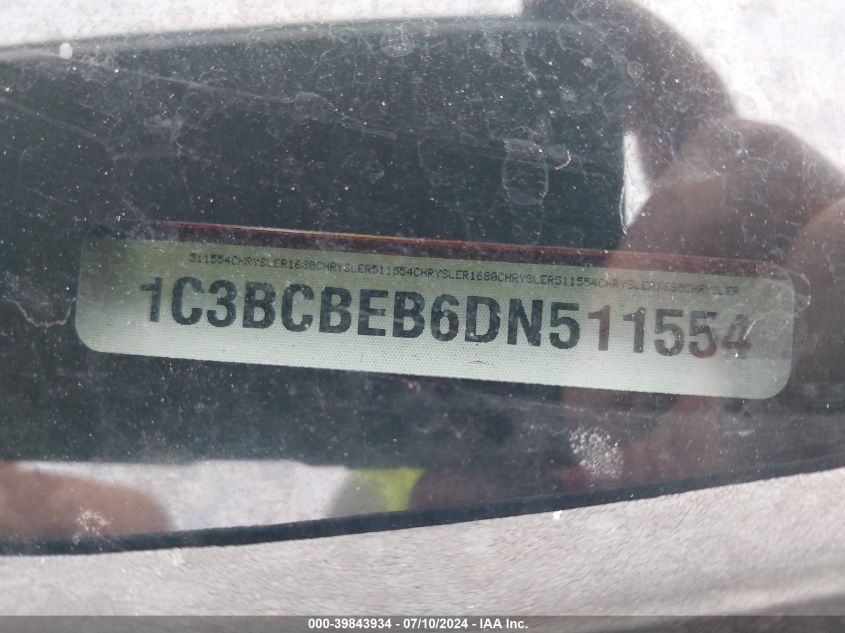 511554CHRYSLER1680CHRYSLER511554CHRYSLER1680CHRYSLER511554CHRYSLER1680CHRYSLER
1C3BCBEB6DN511554
000-39843934 - 07/10/2024 - IAA Inc.